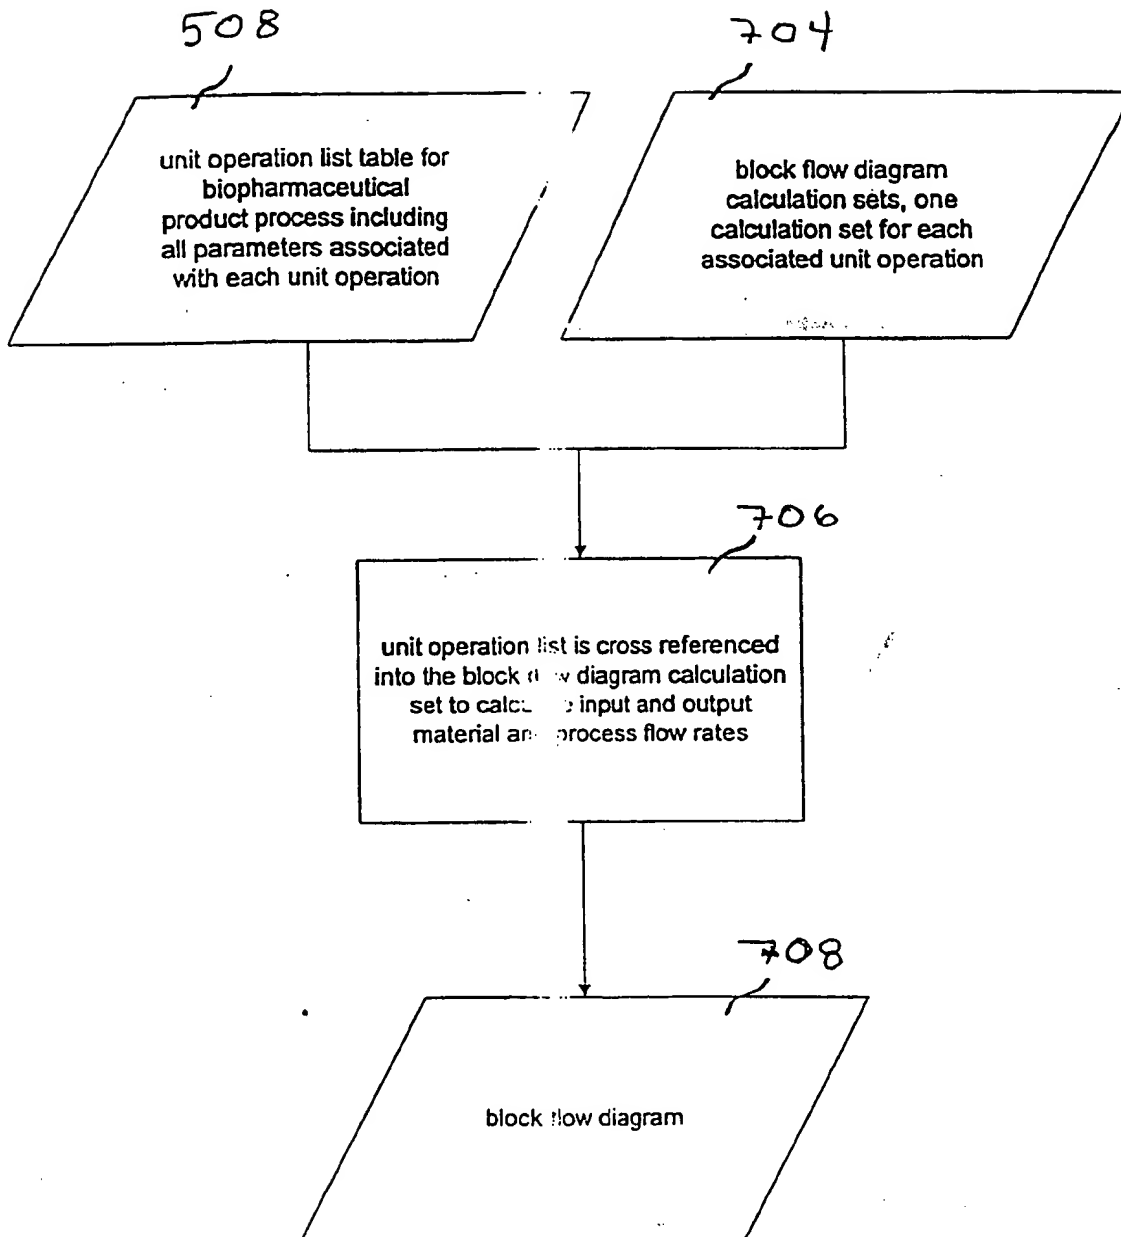 508
704
unit operation list table for
biopharmaceutical
product process including
all parameters associated
with each unit operation
block flow diagram
calculation sets, one
calculation set for each
associated unit operation
706
unit operation list is cross referenced
into the block diagram calculation
set to input and output
material process flow rates
708
block flow diagram